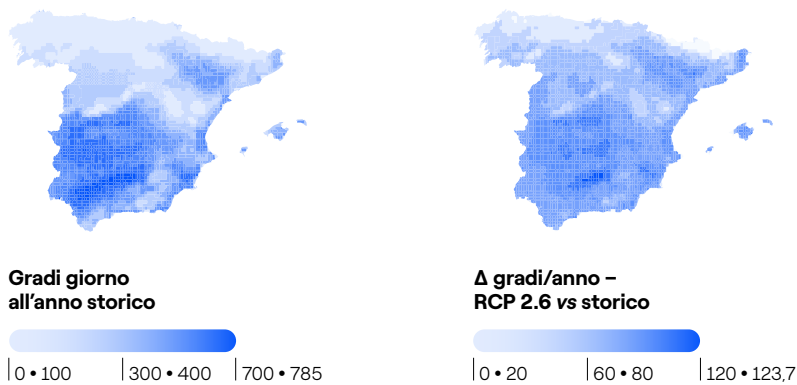 Gradi giorno
all’anno storico
0 • 100
300 • 400
700 • 785
Δ gradi/anno –
RCP 2.6 vs storico
0 • 20
60 • 80
120 • 123,7